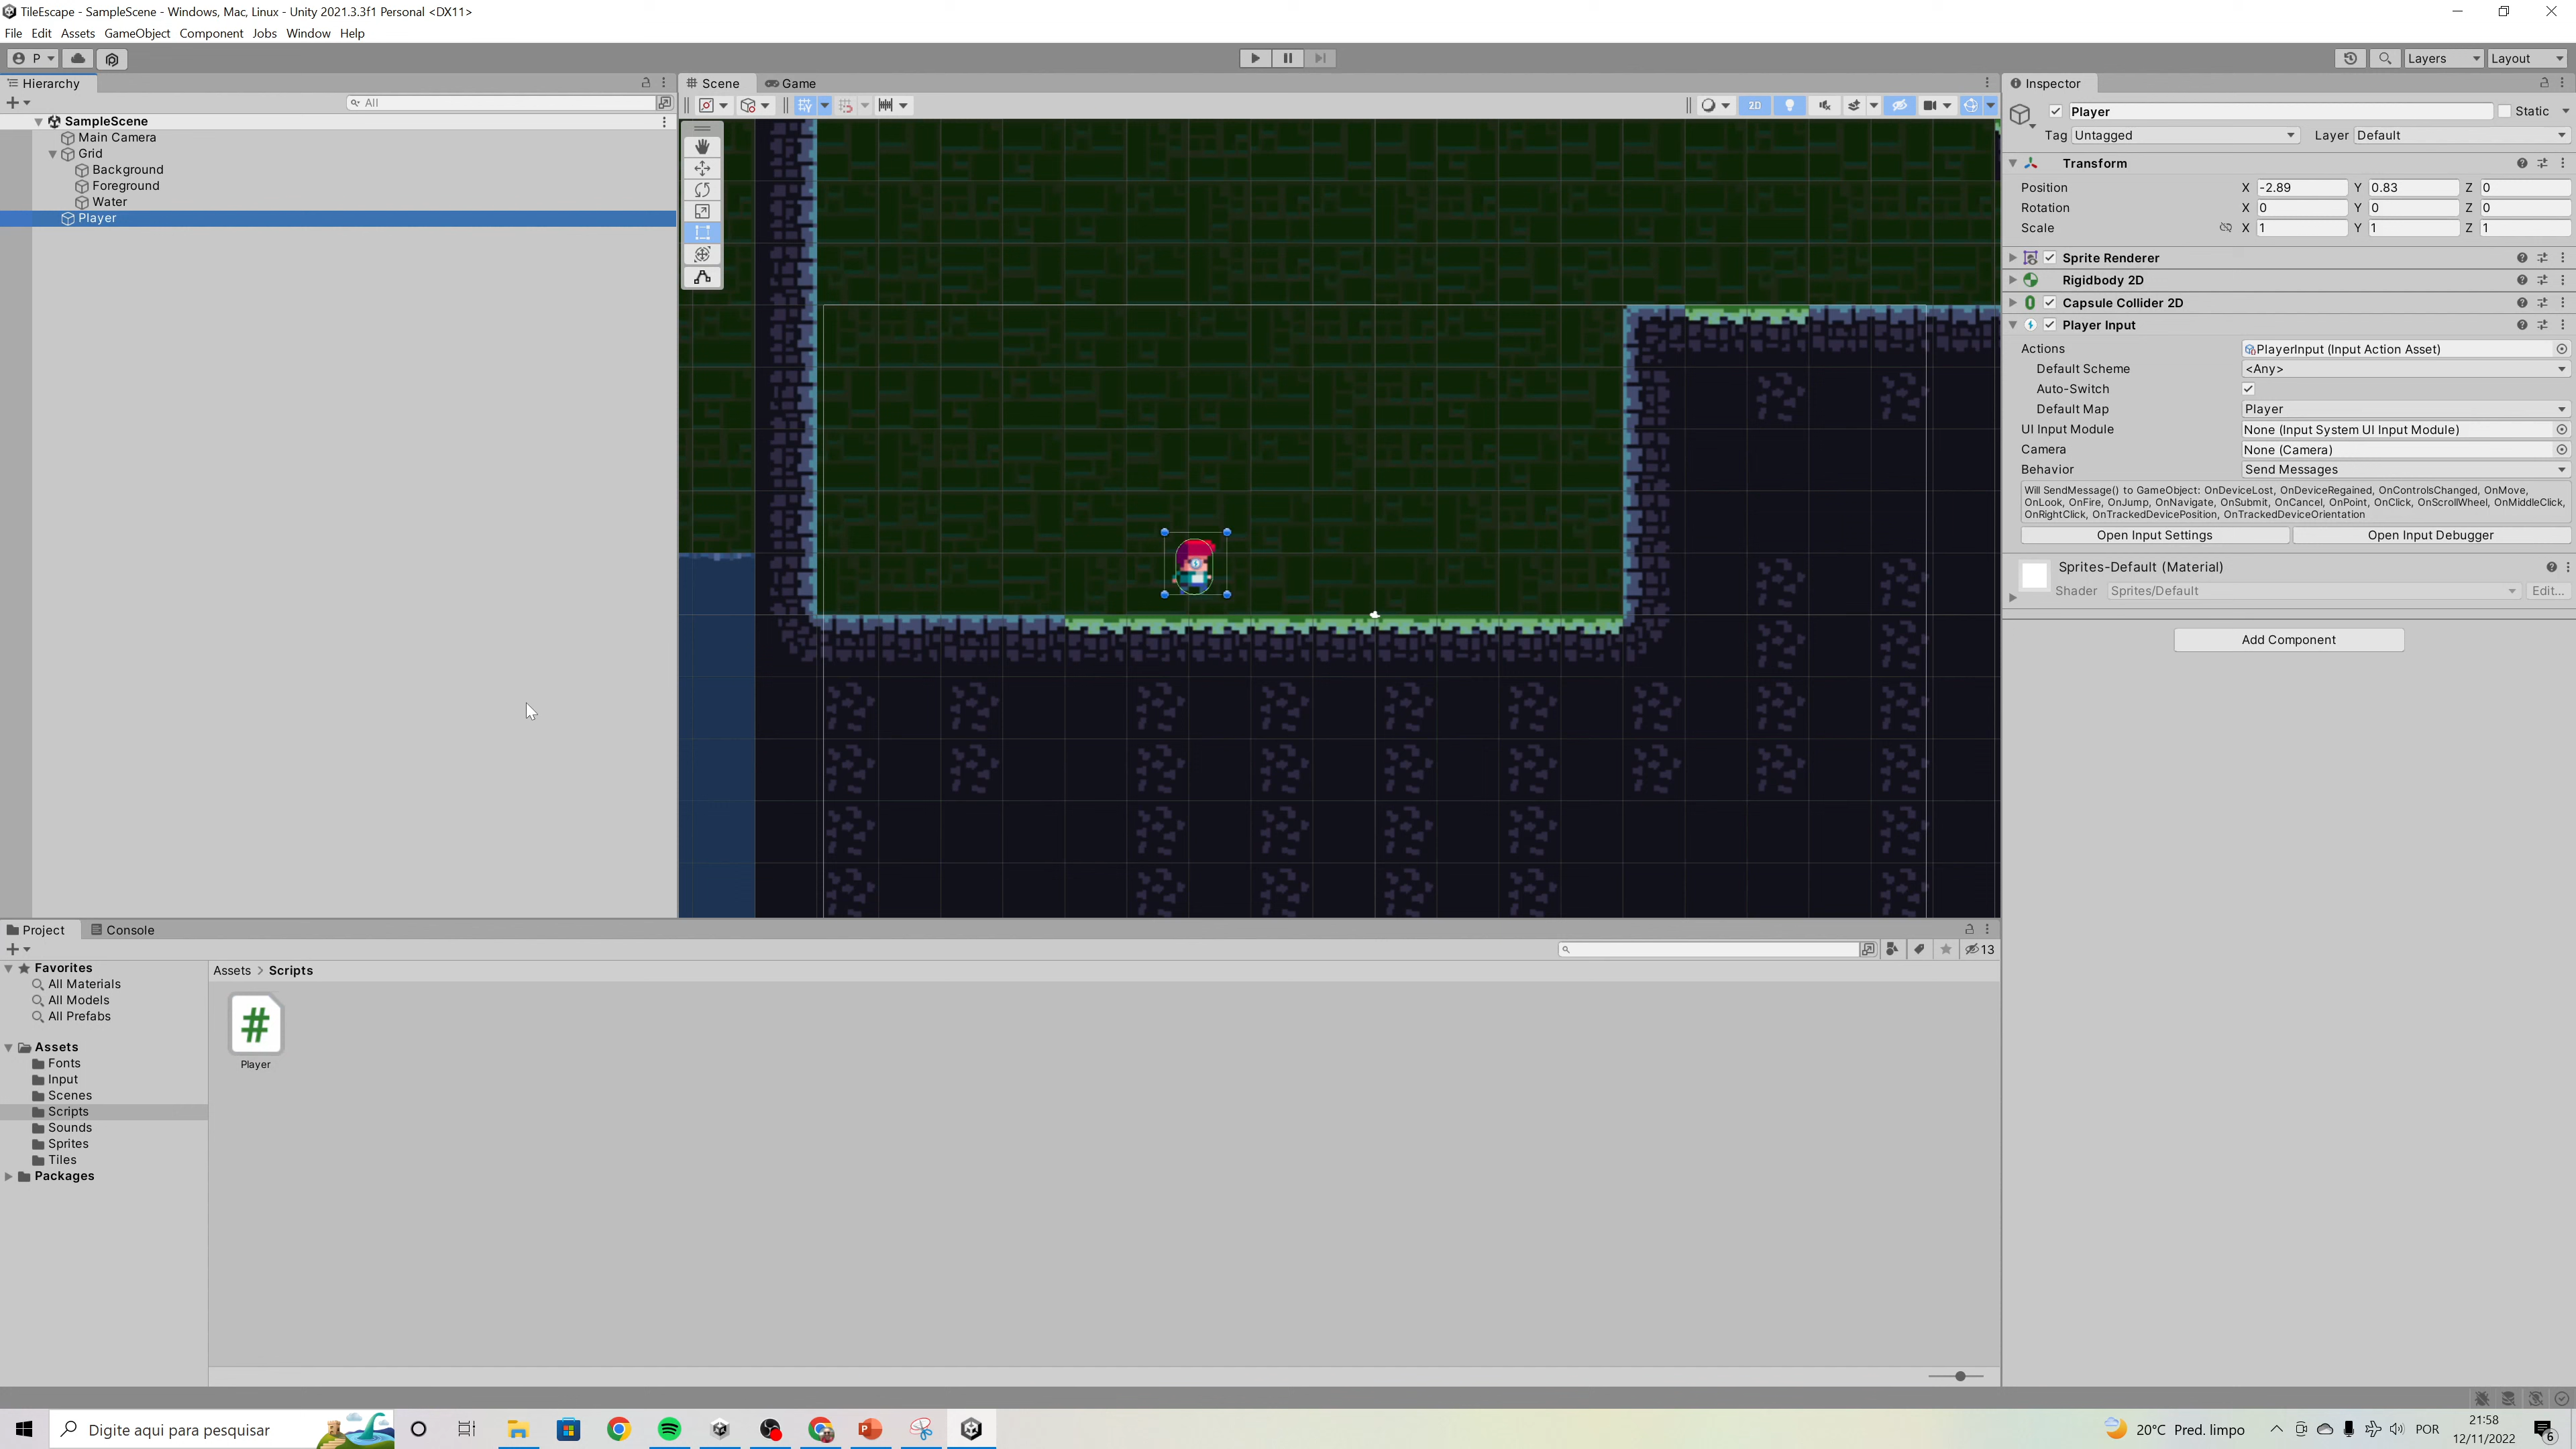 TileEscape - SampleScene - Windows, Mac, Linux - Unity 2021.3.3f1 Personal <DX11>
File Edit Assets GameObject Component Jobs Window Help
P Layers Layout
Hierarchy
All
SampleScene
Main Camera
Grid
Background
Foreground
Water
Player
Scene Game
2D
Inspector
Player Static
Tag Untagged Layer Default
Transform
Position X -2.89 Y 0.83 Z 0
Rotation X 0 Y 0 Z 0
Scale X 1 Y 1 Z 1
Sprite Renderer
Rigidbody 2D
Capsule Collider 2D
Player Input
Actions PlayerInput (Input Action Asset)
Default Scheme <Any>
Auto-Switch
Default Map Player
UI Input Module None (Input System UI Input Module)
Camera None (Camera)
Behavior Send Messages
Will SendMessage() to GameObject: OnDeviceLost, OnDeviceRegained, OnControlsChanged, OnMove,
OnLook, OnFire, OnJump, OnNavigate, OnSubmit, OnCancel, OnPoint, OnClick, OnScrollWheel, OnMiddleClick,
OnRightClick, OnTrackedDevicePosition, OnTrackedDeviceOrientation
Open Input Settings Open Input Debugger
Sprites-Default (Material)
Shader Sprites/Default Edit...
Add Component
Project Console
13
Favorites
All Materials
All Models
All Prefabs
Assets
Fonts
Input
Scenes
Scripts
Sounds
Sprites
Tiles
Packages
Assets > Scripts
#
Player
Digite aqui para pesquisar
20°C Pred. limpo
POR
21:58
12/11/2022
6